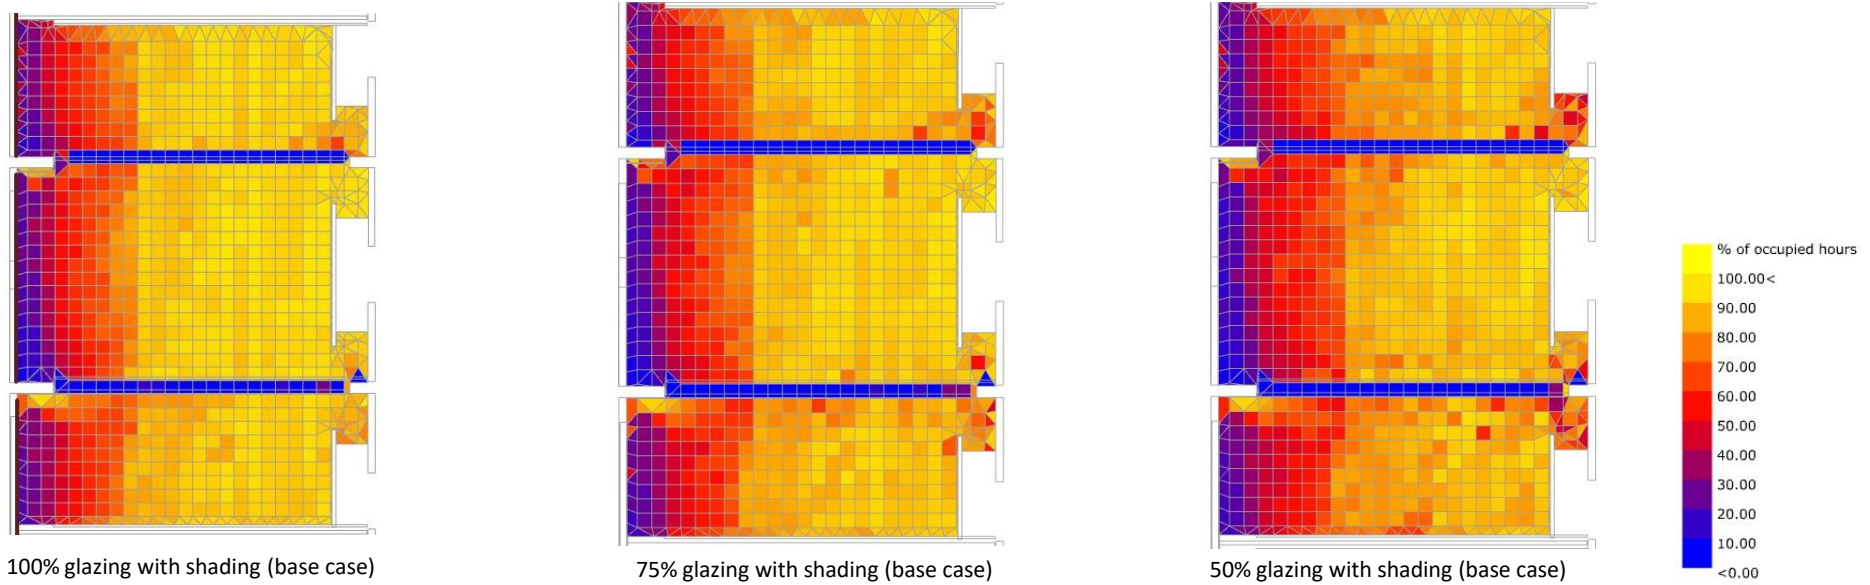 % of occupied hours
100.00<
90.00
80.00
70.00
60.00
50.00
40.00
30.00
20.00
10.00
<0.00
100% glazing with shading (base case)
75% glazing with shading (base case)
50% glazing with shading (base case)